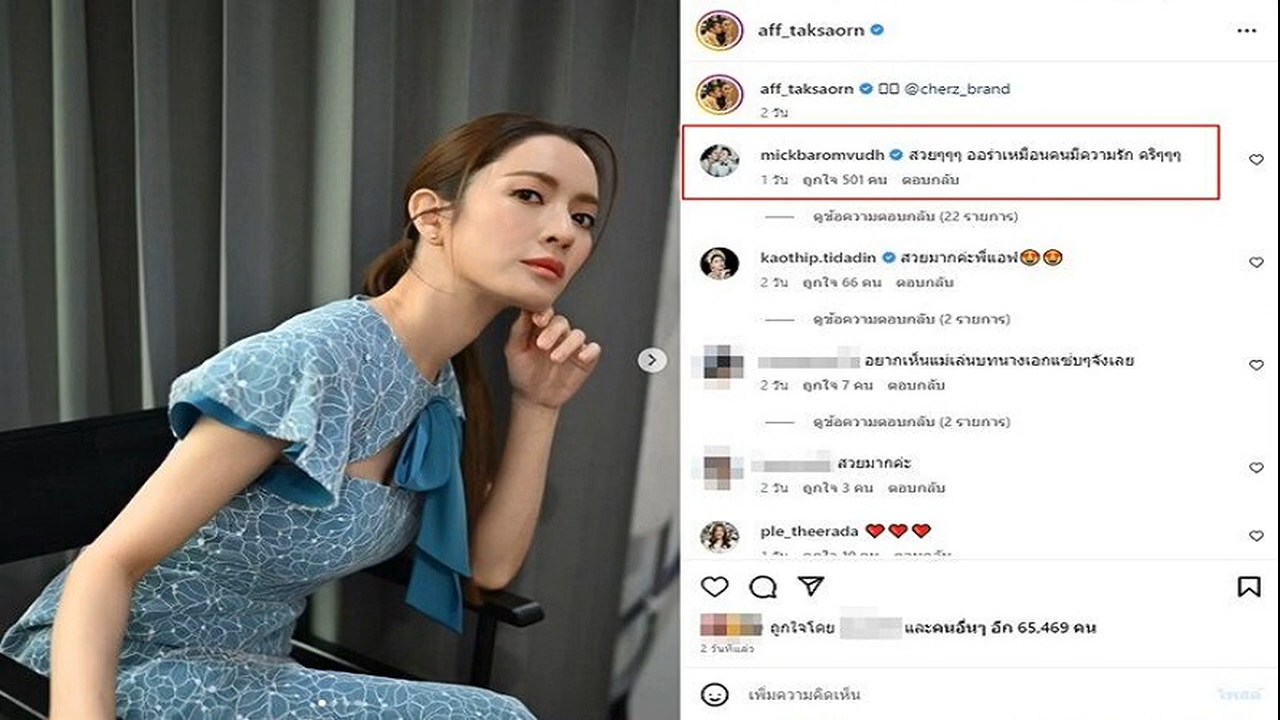 aff_taksaorn
aff_taksaorn @cherz_brand
2 วัน
mickbaromvudh สวยๆๆๆ ออร่าเหมือนคนมีความรัก คริๆๆๆ
1 วัน ถูกใจ 501 คน ตอบกลับ
ดูข้อความตอบกลับ (22 รายการ)
kaothip.tidadin สวยมากค่ะพี่แอฟ😍😍
2 วัน ถูกใจ 66 คน ตอบกลับ
ดูข้อความตอบกลับ (2 รายการ)
อยากเห็นแม่เล่นบทนางเอกแซ่บๆจังเลย
2 วัน ถูกใจ 7 คน ตอบกลับ
ดูข้อความตอบกลับ (2 รายการ)
สวยมากค่ะ
2 วัน ถูกใจ 3 คน ตอบกลับ
ple_theerada ❤️❤️❤️
ถูกใจโดย และคนอื่นๆ อีก 65,469 คน
2 วันที่แล้ว
เพิ่มความคิดเห็น
โพสต์